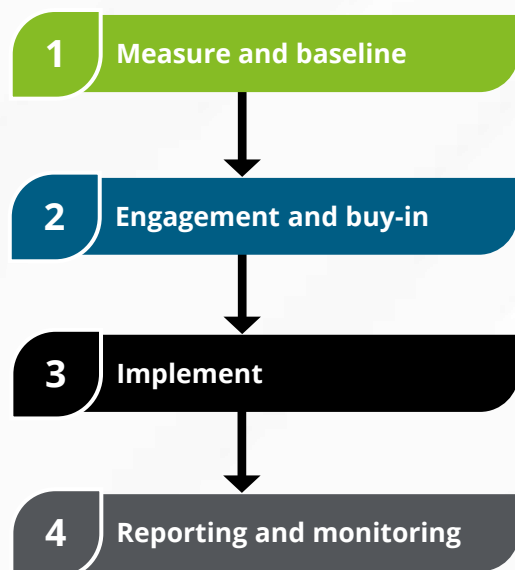 1 Measure and baseline
2 Engagement and buy-in
3 Implement
4 Reporting and monitoring